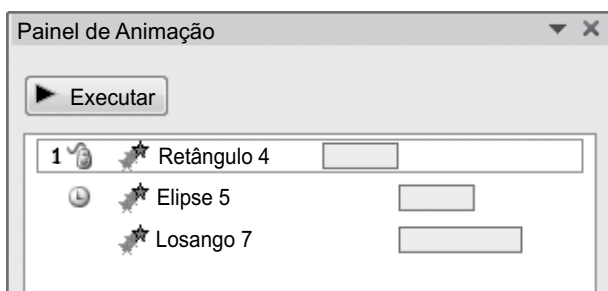 Painel de Animação
Executar
1 Retângulo 4
Elipse 5
Losango 7